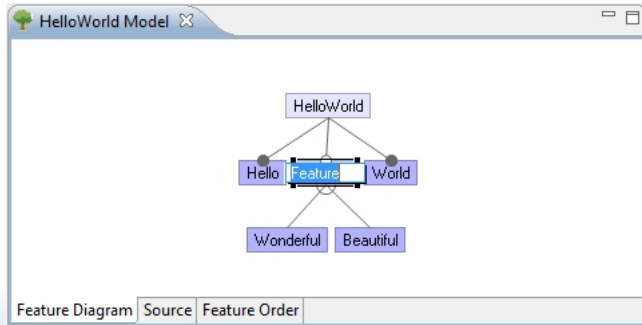 HelloWorld Model
HelloWorld
Hello Feature World
Wonderful Beautiful
Feature Diagram Source Feature Order